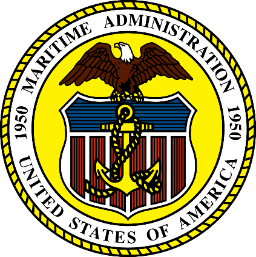 1950 MARITIME ADMINISTRATION 1950
UNITED STATES OF AMERICA